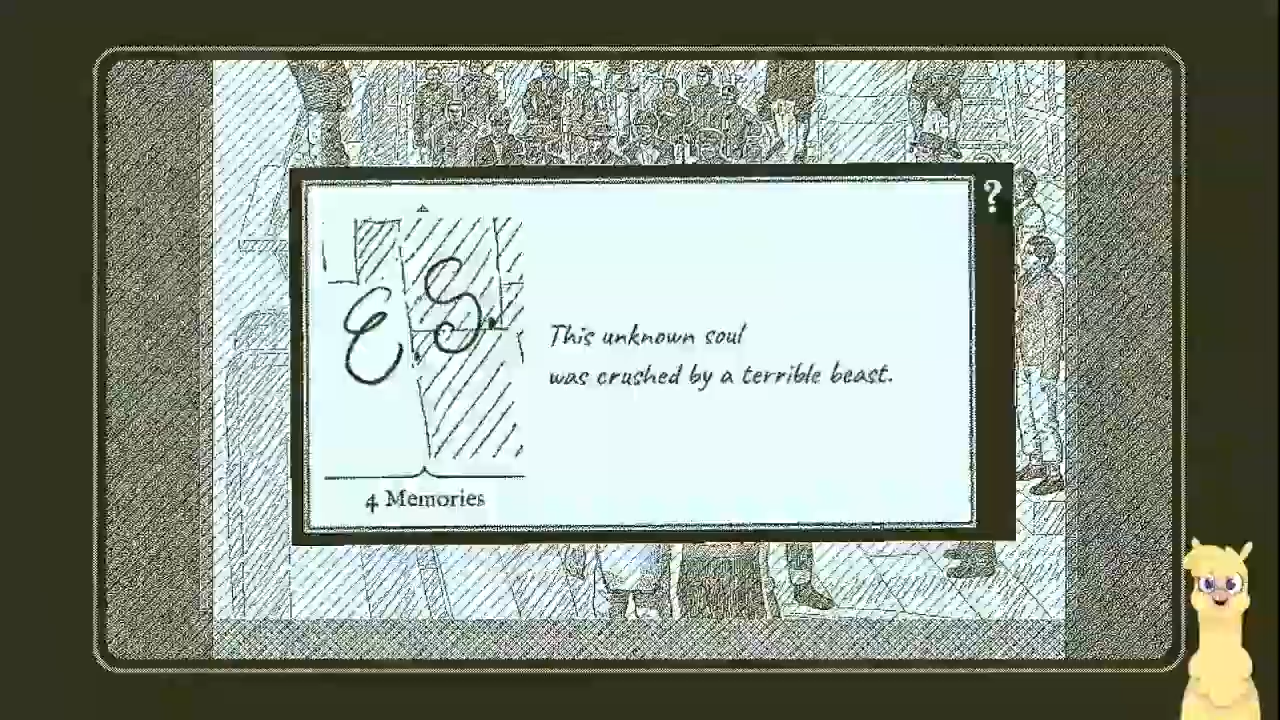 ?
E. S.
This unknown soul
was crushed by a terrible beast.
4 Memories